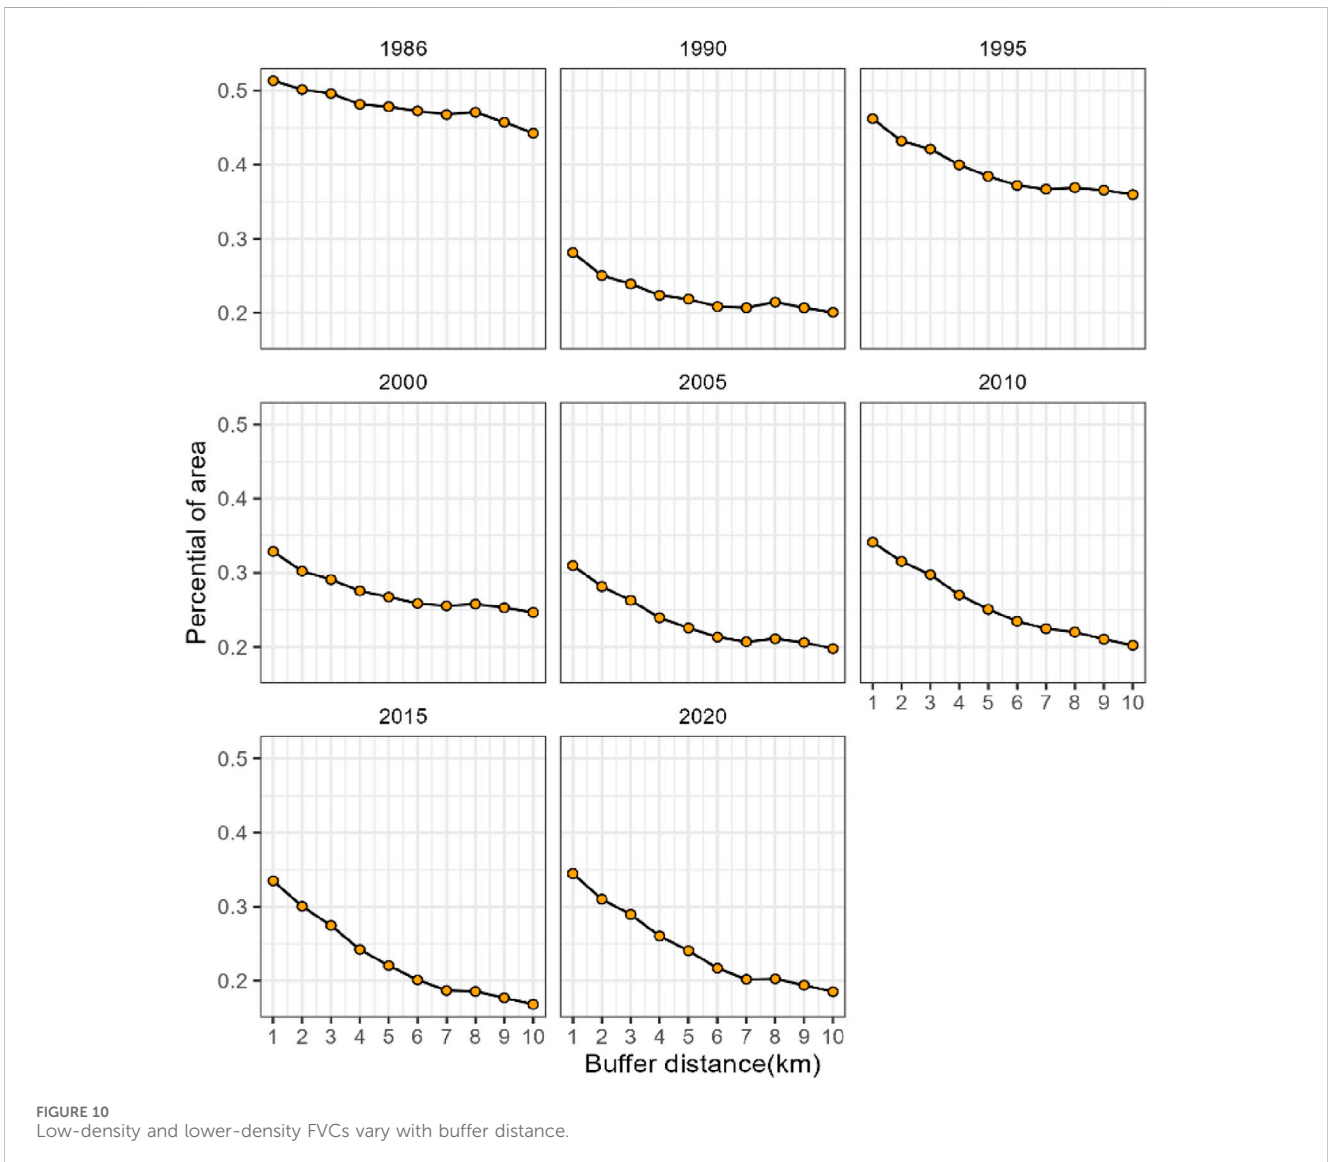 1986 1990 1995
0.5
0.4
0.3
0.2
2000 2005 2010
0.5
0.4
0.3
0.2
Percential of area
1 2 3 4 5 6 7 8 9 10
2015 2020
0.5
0.4
0.3
0.2
1 2 3 4 5 6 7 8 9 10 1 2 3 4 5 6 7 8 9 10
Buffer distance(km)
FIGURE 10
Low-density and lower-density FVCs vary with buffer distance.